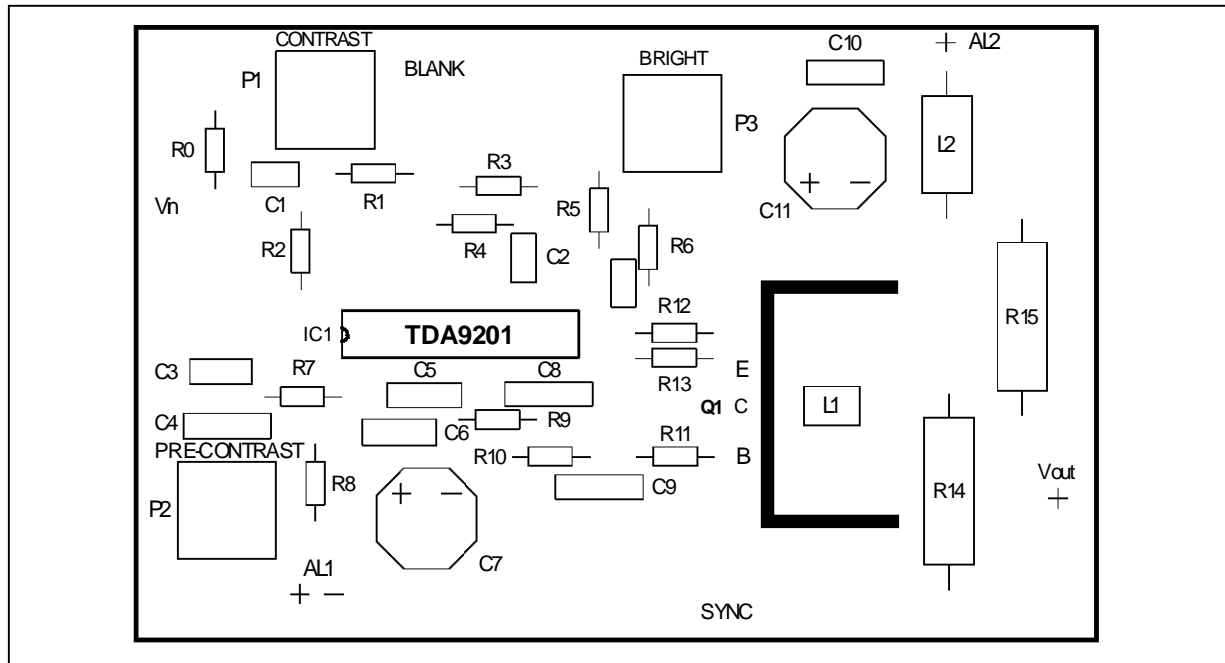 CONTRAST
C10
+ AL2
P1
BLANK
BRIGHT
P3
R0
L2
R3
C1
R1
+ −
Vin
R5
C11
R2
R4
C2
R6
R12
IC1
TDA9201
R15
C3
R7
C5
C8
R13
E
Q1 C
L1
C4
C6
R9
PRE-CONTRAST
R10
R11
B
Vout
+
R8
+ −
C9
R14
P2
C7
AL1
+ −
SYNC